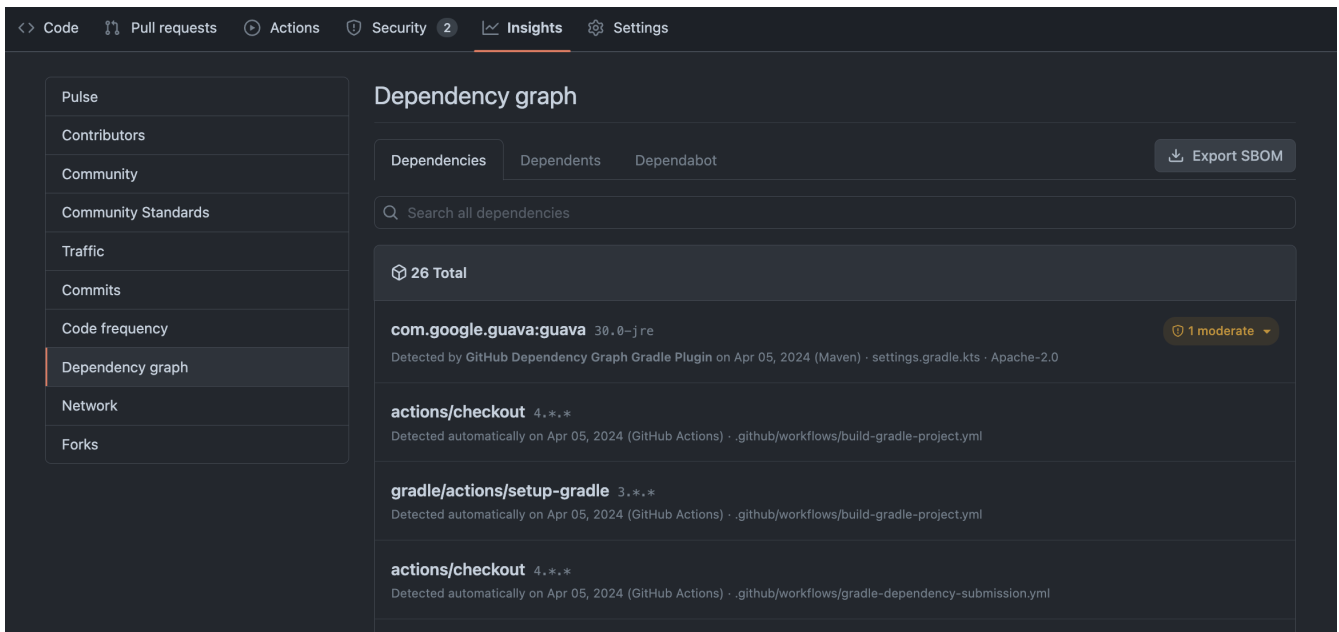 Code Pull requests Actions Security 2 Insights Settings
Pulse
Contributors
Community
Community Standards
Traffic
Commits
Code frequency
Dependency graph
Network
Forks
Dependency graph
Dependencies Dependents Dependabot Export SBOM
Search all dependencies
26 Total
com.google.guava:guava 30.0-jre 1 moderate
Detected by GitHub Dependency Graph Gradle Plugin on Apr 05, 2024 (Maven) · settings.gradle.kts · Apache-2.0
actions/checkout 4.*.*
Detected automatically on Apr 05, 2024 (GitHub Actions) · .github/workflows/build-gradle-project.yml
gradle/actions/setup-gradle 3.*.*
Detected automatically on Apr 05, 2024 (GitHub Actions) · .github/workflows/build-gradle-project.yml
actions/checkout 4.*.*
Detected automatically on Apr 05, 2024 (GitHub Actions) · .github/workflows/gradle-dependency-submission.yml